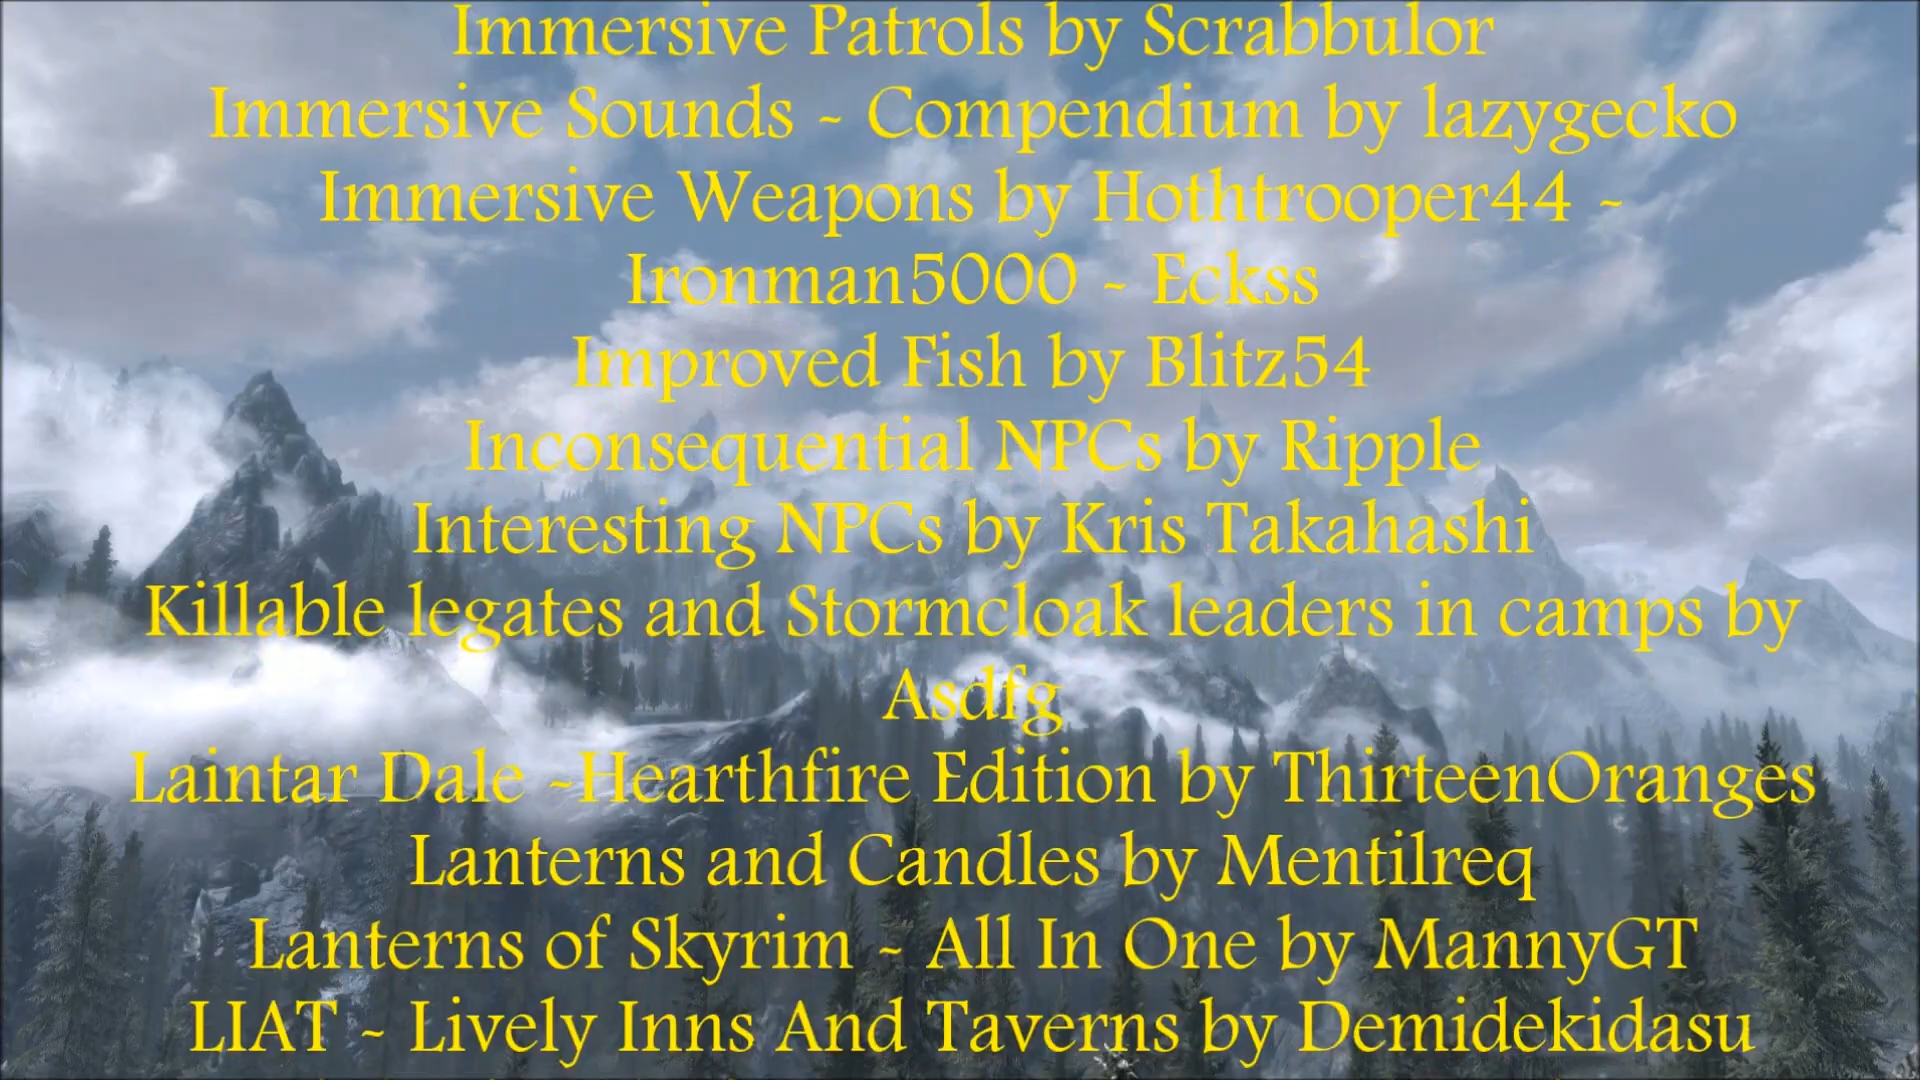 Immersive Patrols by Scrabbulor
Immersive Sounds - Compendium by lazygecko
Immersive Weapons by Hothtrooper44 -
Ironman5000 - Eckss
Improved Fish by Blitz54
Inconsequential NPCs by Ripple
Interesting NPCs by Kris Takahashi
Killable legates and Stormcloak leaders in camps by
Asdfg
Laintar Dale -Hearthfire Edition by ThirteenOranges
Lanterns and Candles by Mentilreq
Lanterns of Skyrim - All In One by MannyGT
LIAT - Lively Inns And Taverns by Demidekidasu